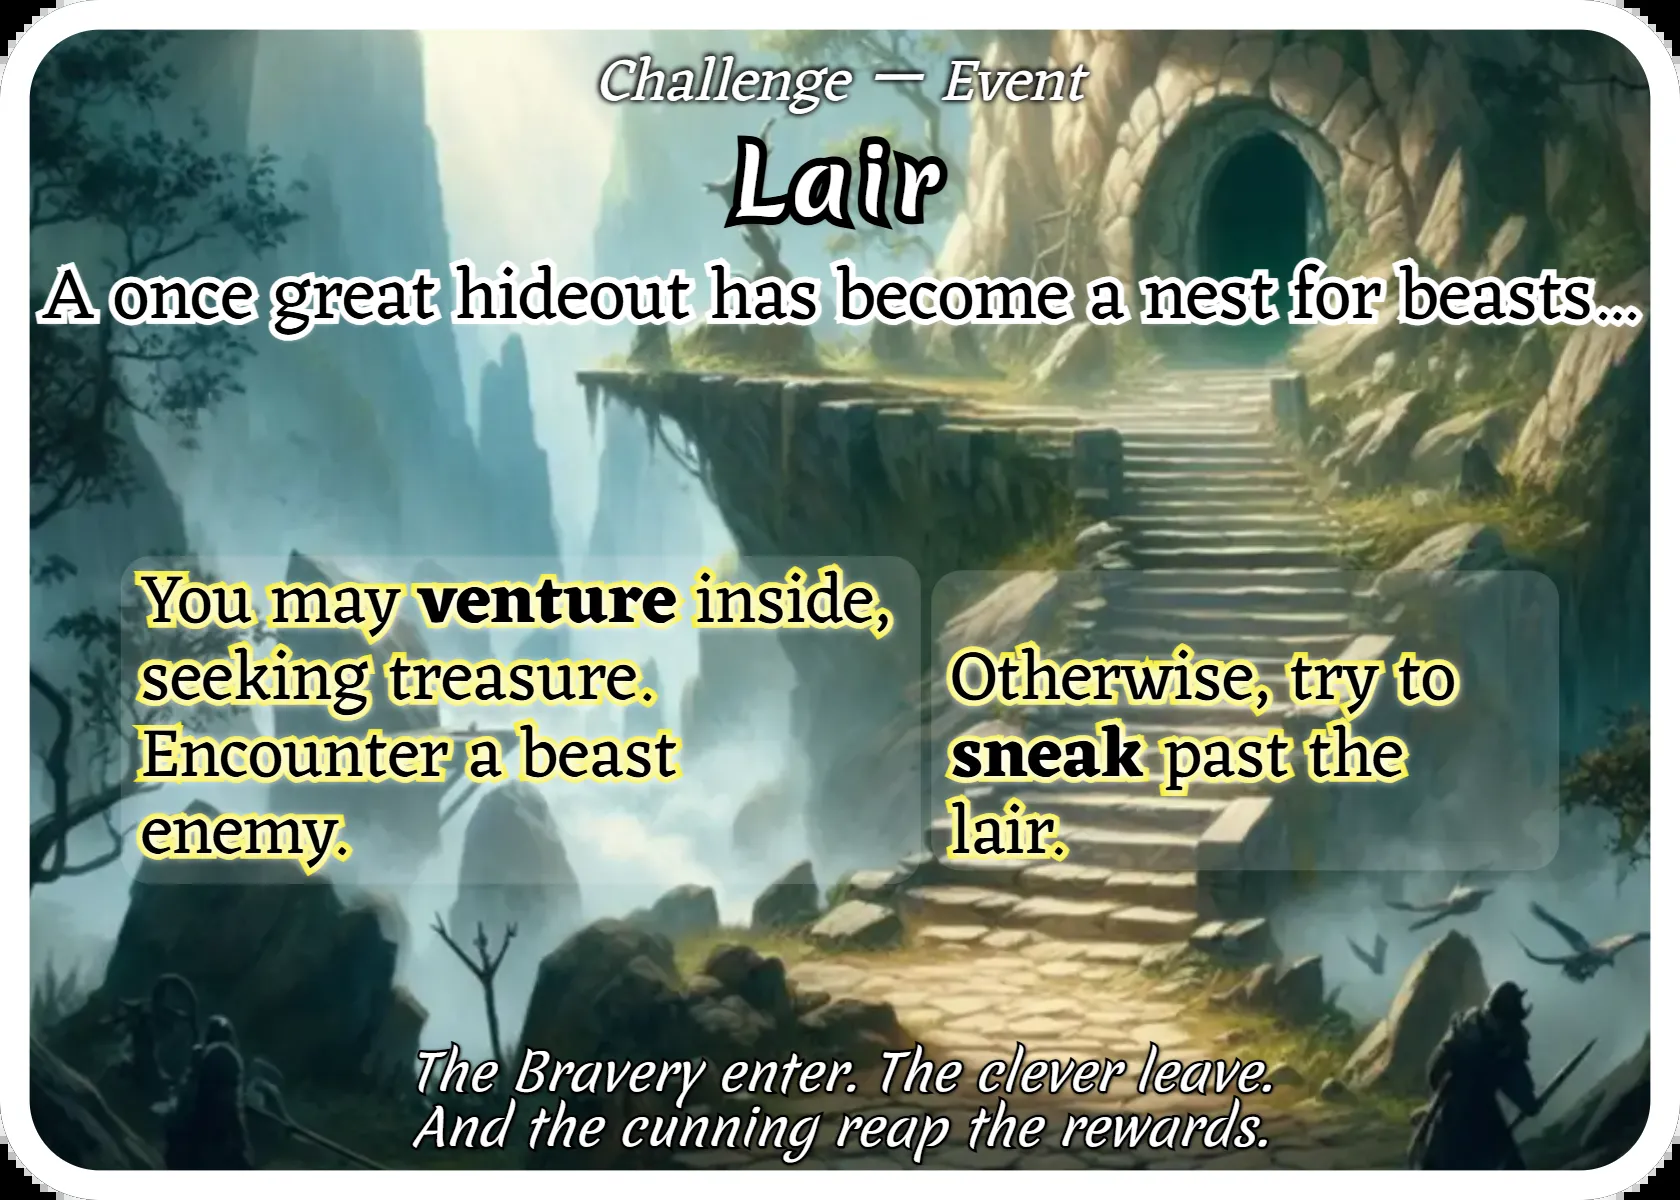 Challenge — Event
Lair
A once great hideout has become a nest for beasts...
You may venture inside,
seeking treasure.
Encounter a beast
enemy.
Otherwise, try to
sneak past the
lair.
The Bravery enter. The clever leave.
And the cunning reap the rewards.